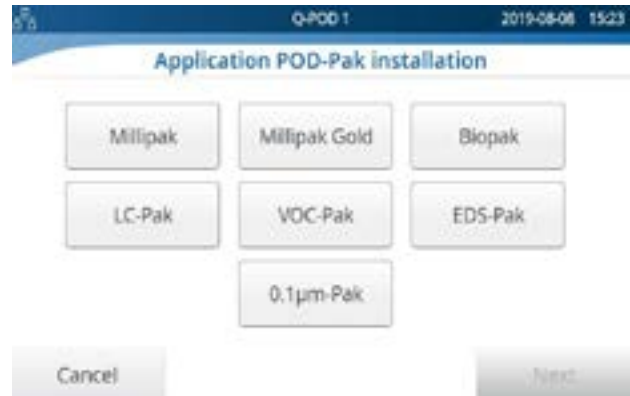 Q-POD 1 2019-08-08 15:23
Application POD-Pak installation
Millipak Millipak Gold Biopak
LC-Pak VOC-Pak EDS-Pak
0.1µm-Pak
Cancel Next